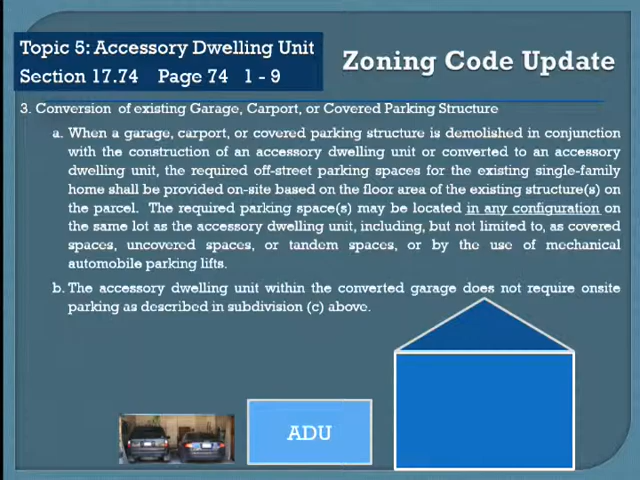 Topic 5: Accessory Dwelling Unit
Section 17.74 Page 74 1 - 9
Zoning Code Update
3. Conversion of existing Garage, Carport, or Covered Parking Structure
a. When a garage, carport, or covered parking structure is demolished in conjunction
with the construction of an accessory dwelling unit or converted to an accessory
dwelling unit, the required off-street parking spaces for the existing single-family
home shall be provided on-site based on the floor area of the existing structure(s) on
the parcel. The required parking space(s) may be located in any configuration on
the same lot as the accessory dwelling unit, including, but not limited to, as covered
spaces, uncovered spaces, or tandem spaces, or by the use of mechanical
automobile parking lifts.
b. The accessory dwelling unit within the converted garage does not require onsite
parking as described in subdivision (c) above.
ADU